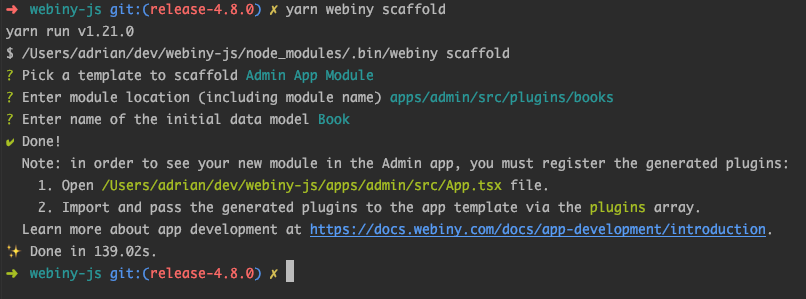 ➜ webiny-js git:(release-4.8.0) ✗ yarn webiny scaffold
yarn run v1.21.0
$ /Users/adrian/dev/webiny-js/node_modules/.bin/webiny scaffold
? Pick a template to scaffold Admin App Module
? Enter module location (including module name) apps/admin/src/plugins/books
? Enter name of the initial data model Book
✔ Done!
Note: in order to see your new module in the Admin app, you must register the generated plugins:
1. Open /Users/adrian/dev/webiny-js/apps/admin/src/App.tsx file.
2. Import and pass the generated plugins to the app template via the plugins array.
Learn more about app development at https://docs.webiny.com/docs/app-development/introduction.
✨ Done in 139.02s.
➜ webiny-js git:(release-4.8.0) ✗